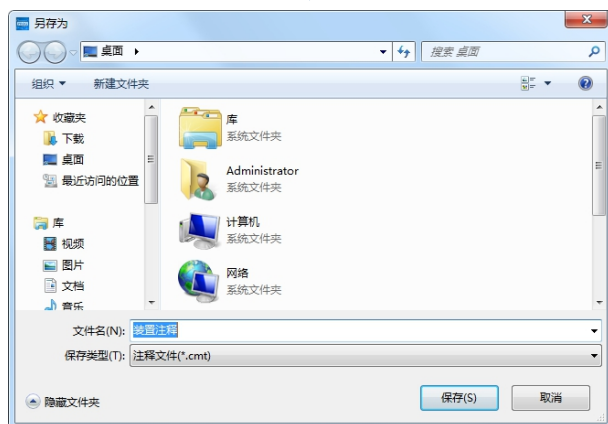 另存为
桌面
搜索 桌面
组织
新建文件夹
收藏夹
下载
桌面
最近访问的位置
库
视频
图片
文档
音乐
库
系统文件夹
Administrator
系统文件夹
计算机
系统文件夹
网络
系统文件夹
文件名(N): 装置注释
保存类型(T): 注释文件(*.cmt)
隐藏文件夹
保存(S)
取消